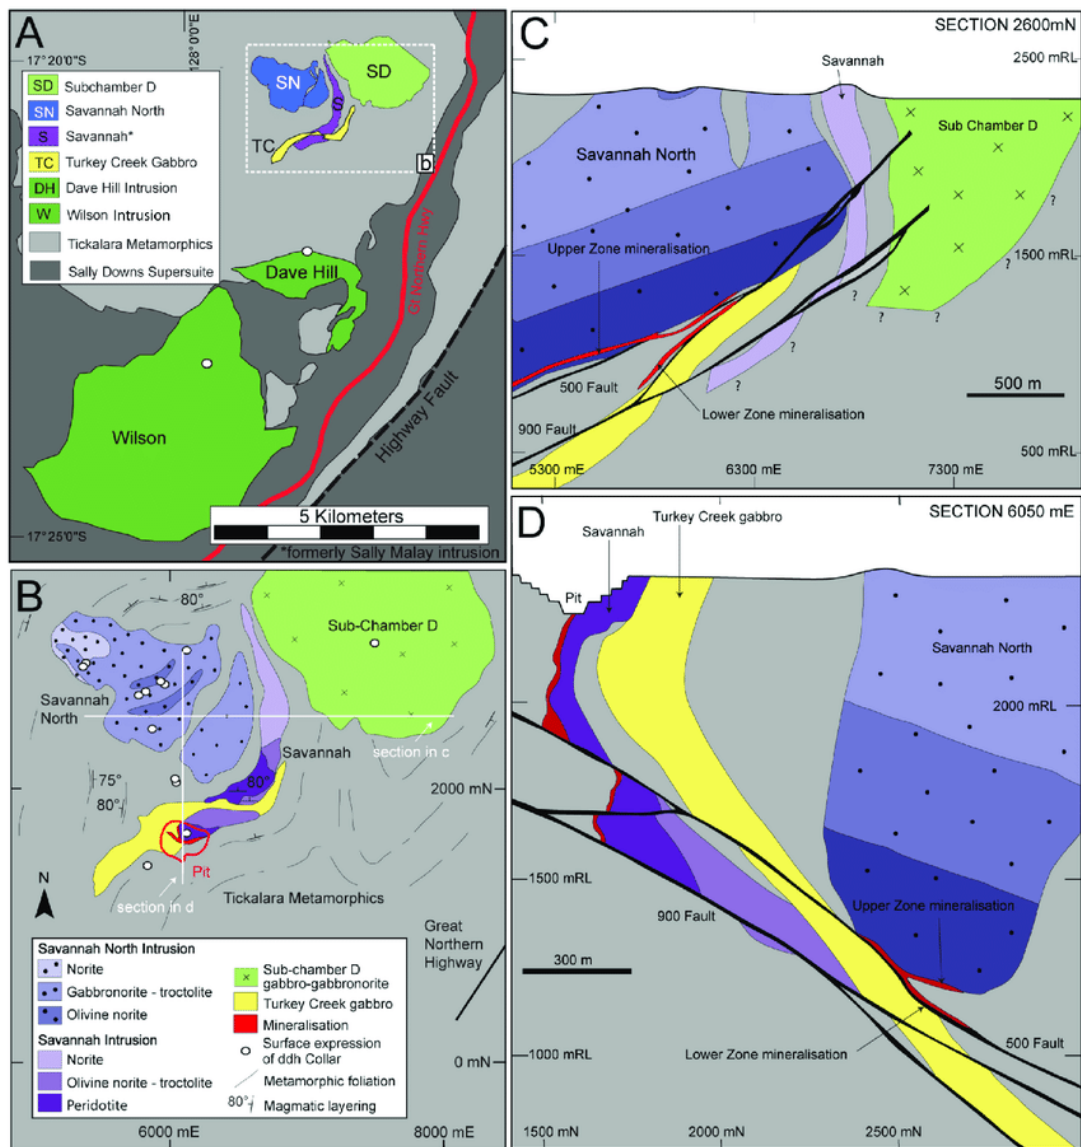 A
128°0'0"E
17°20'0"S
SD Subchamber D
SN Savannah North
S Savannah*
TC Turkey Creek Gabbro
DH Dave Hill Intrusion
W Wilson Intrusion
Tickalara Metamorphics
Sally Downs Supersuite
SN
SD
S
TC
b
Dave Hill
Gt Northern Hwy
Highway Fault
Wilson
5 Kilometers
17°25'0"S
*formerly Sally Malay intrusion
B
80°
Sub-Chamber D
Savannah
North
section in c
Savannah
75°
80°
80°
2000 mN
Pit
section in d
Tickalara Metamorphics
N
Great
Northern
Highway
Savannah North Intrusion
Norite
Gabbronorite - troctolite
Olivine norite
Savannah Intrusion
Norite
Olivine norite - troctolite
Peridotite
Sub-chamber D
gabbro-gabbronorite
Turkey Creek gabbro
Mineralisation
Surface expression
of ddh Collar
Metamorphic foliation
80° Magmatic layering
0 mN
6000 mE
8000 mE
C
SECTION 2600mN
2500 mRL
Savannah
Sub Chamber D
Savannah North
Upper Zone mineralisation
1500 mRL
?
?
?
?
?
?
?
500 Fault
500 m
Lower Zone mineralisation
900 Fault
500 mRL
5300 mE
6300 mE
7300 mE
D
SECTION 6050 mE
Turkey Creek gabbro
Savannah
Pit
Savannah North
2000 mRL
1500 mRL
Upper Zone mineralisation
900 Fault
300 m
1000 mRL
Lower Zone mineralisation
500 Fault
1500 mN
2000 mN
2500 mN